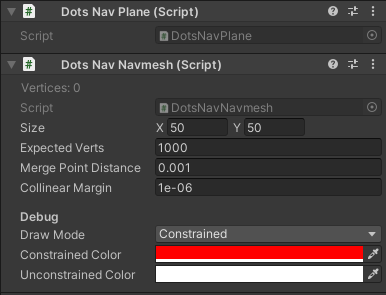 Dots Nav Plane (Script)
Script DotsNavPlane
Dots Nav Navmesh (Script)
Vertices: 0
Script DotsNavNavmesh
Size X 50 Y 50
Expected Verts 1000
Merge Point Distance 0.001
Collinear Margin 1e-06
Debug
Draw Mode Constrained
Constrained Color
Unconstrained Color